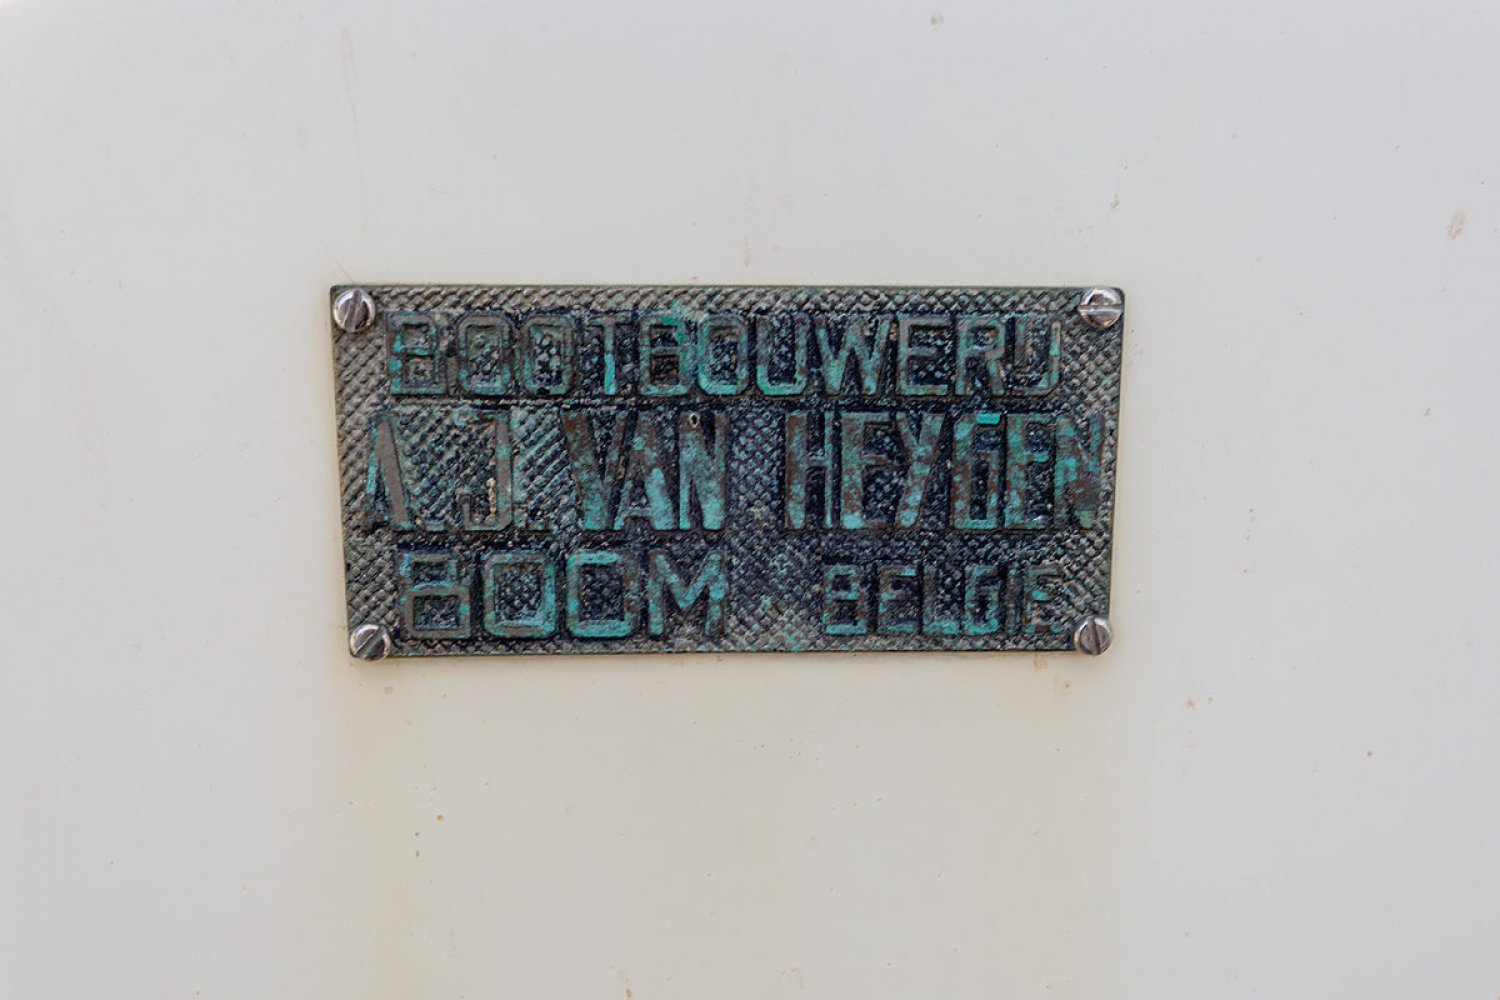 BOOTBOUWERIJ
A.J. VAN HEYGEN
BOOM BELGIE